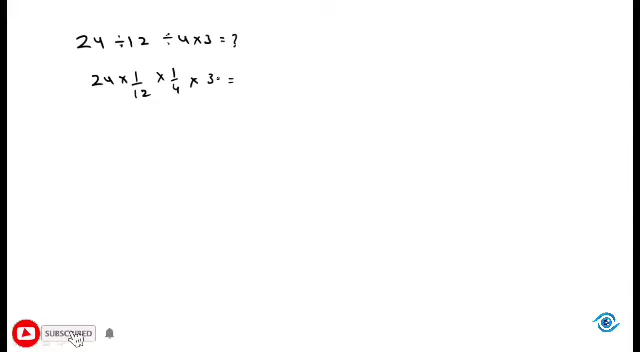 24 ÷ 12 ÷ 4 × 3 = ?
24 × 1/12 × 1/4 × 3 =
SUBSCRIBED